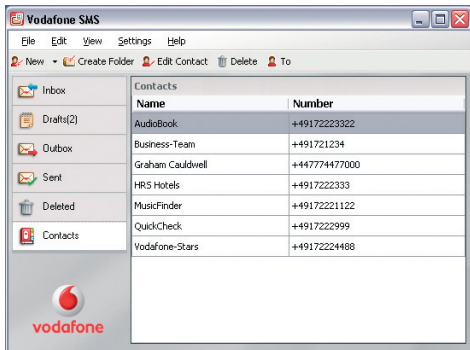 Vodafone SMS
File Edit View Settings Help
New Create Folder Edit Contact Delete To
Inbox
Drafts(2)
Outbox
Sent
Deleted
Contacts
vodafone
Contacts
Name Number
AudioBook +49172223322
Business-Team +491721234
Graham Cauldwell +447774477000
HRS Hotels +4917222333
MusicFinder +49172221122
QuickCheck +4917222999
Vodafone-Stars +49172224488